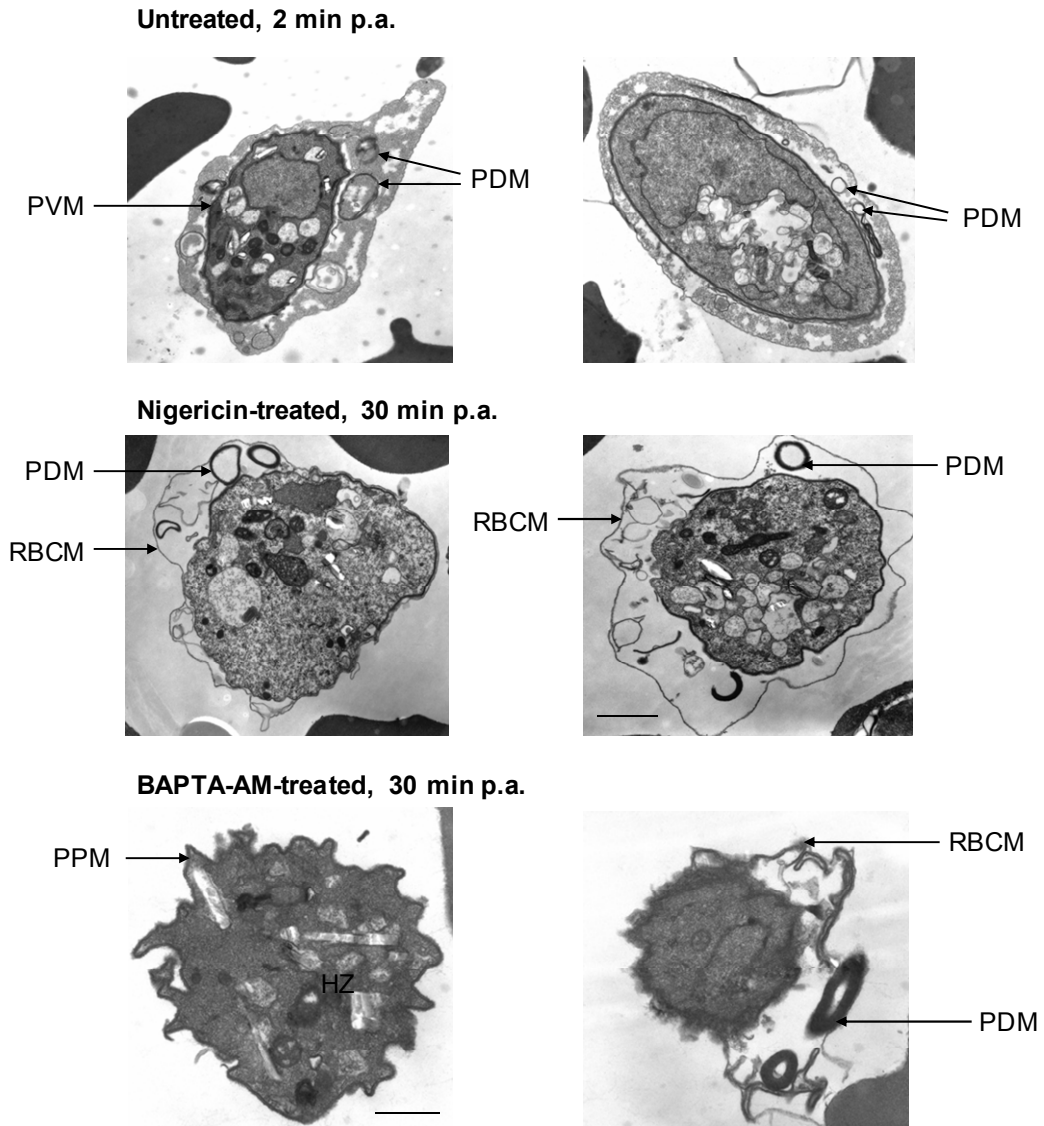 Untreated, 2 min p.a.
PVM
PDM
PDM
Nigericin-treated, 30 min p.a.
PDM
RBCM
RBCM
PDM
BAPTA-AM-treated, 30 min p.a.
PPM
HZ
RBCM
PDM